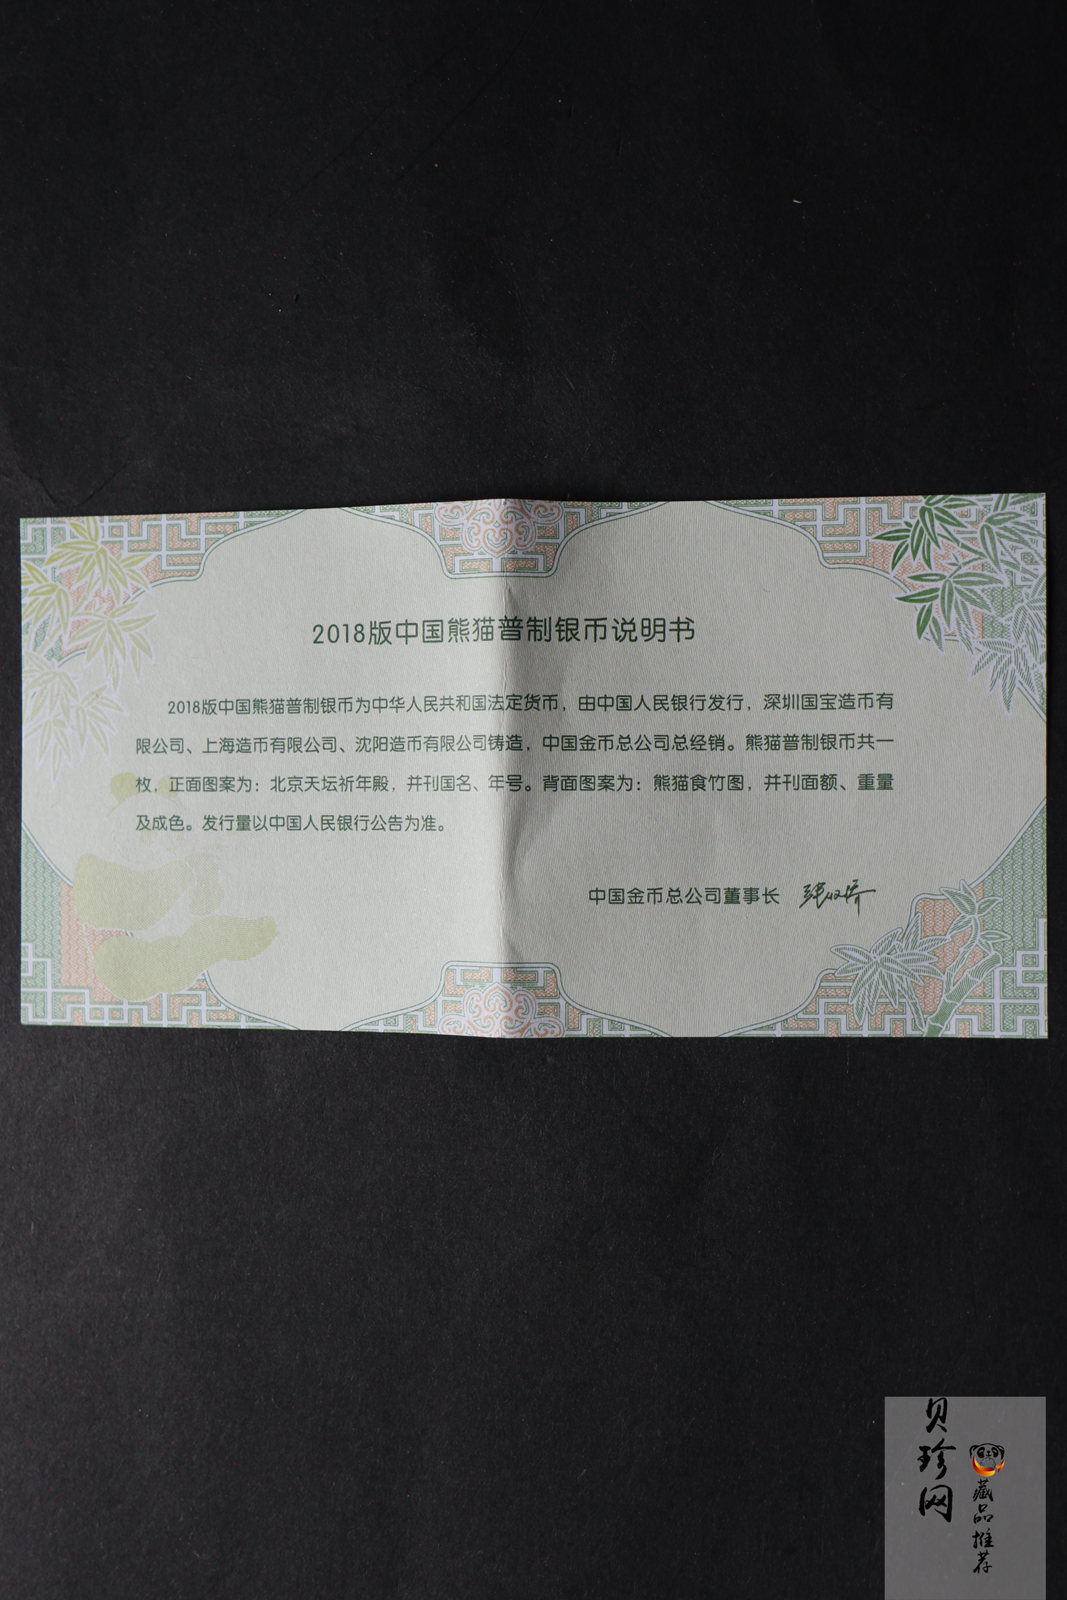 2018版中国熊猫普制银币说明书
2018版中国熊猫普制银币为中华人民共和国法定货币，由中国人民银行发行，深圳国宝造币有
限公司、上海造币有限公司、沈阳造币有限公司铸造，中国金币总公司总经销。熊猫普制银币共一
枚，正面图案为：北京天坛祈年殿，并刊国名、年号。背面图案为：熊猫食竹图，并刊面额、重量
及成色。发行量以中国人民银行公告为准。
中国金币总公司董事长
贝珍网
藏品推荐